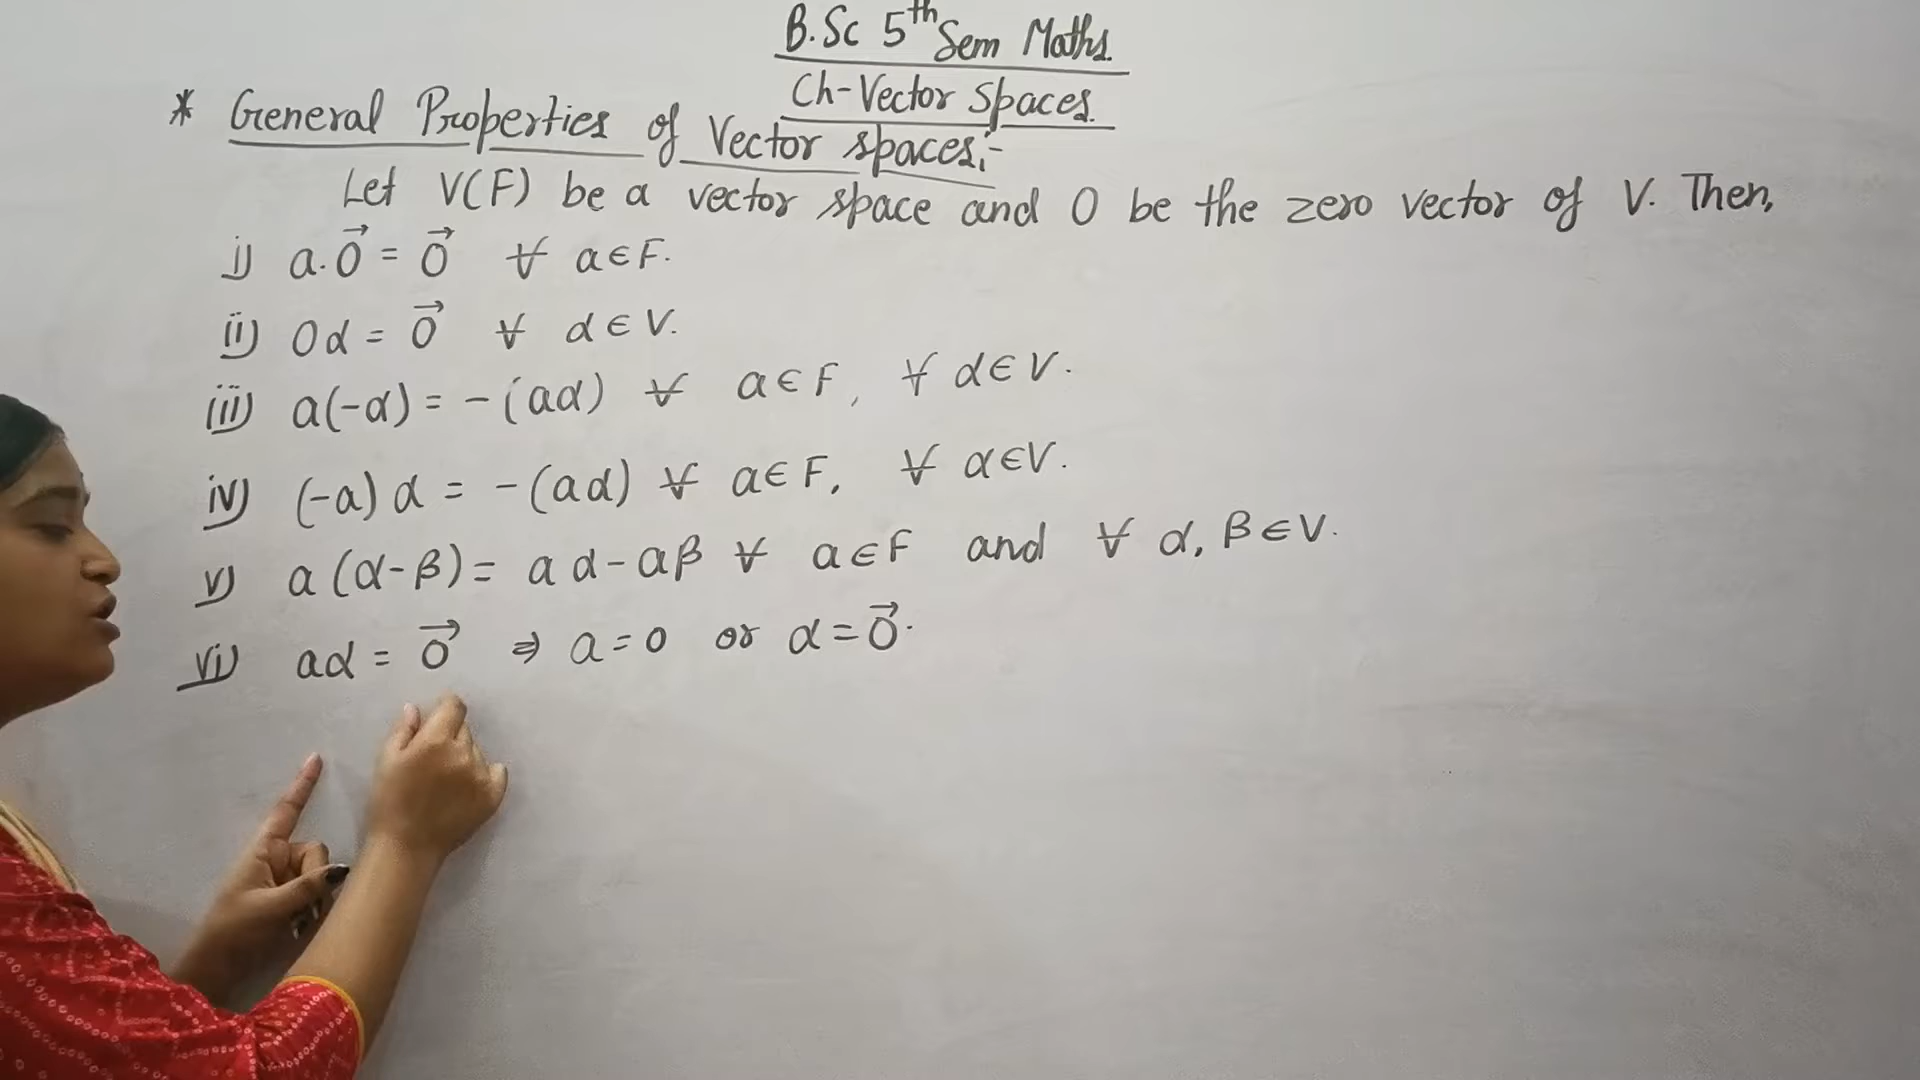 B.Sc 5th Sem Maths.
Ch-Vector Spaces.
* General Properties of Vector spaces:-
Let V(F) be a vector space and 0 be the zero vector of V. Then,
i) a.0⃗ = 0⃗ ∀ a∈F.
ii) 0α = 0⃗ ∀ α∈V.
iii) a(-α) = -(aα) ∀ a∈F, ∀ α∈V.
iv) (-a)α = -(aα) ∀ a∈F, ∀ α∈V.
v) a(α-β) = aα-aβ ∀ a∈F and ∀ α, β∈V.
vi) aα = 0⃗ ⇒ a=0 or α=0⃗.